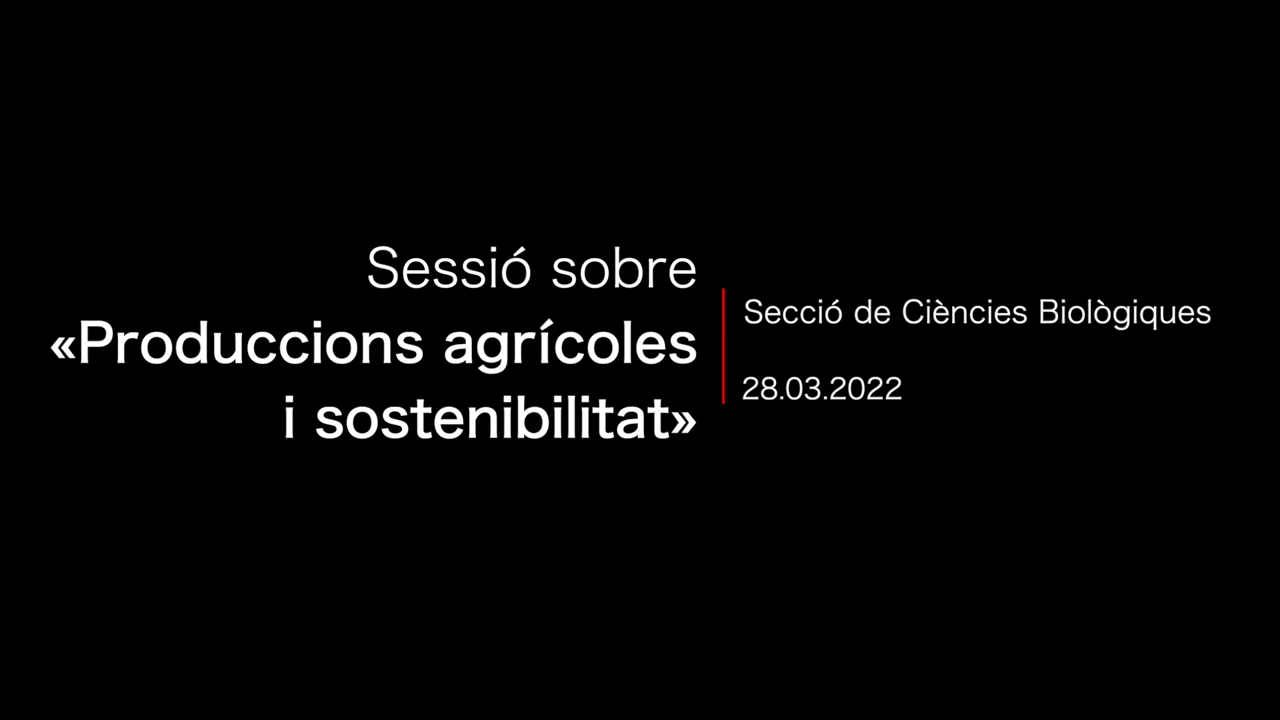 Sessió sobre
«Produccions agrícoles
i sostenibilitat»
Secció de Ciències Biològiques
28.03.2022